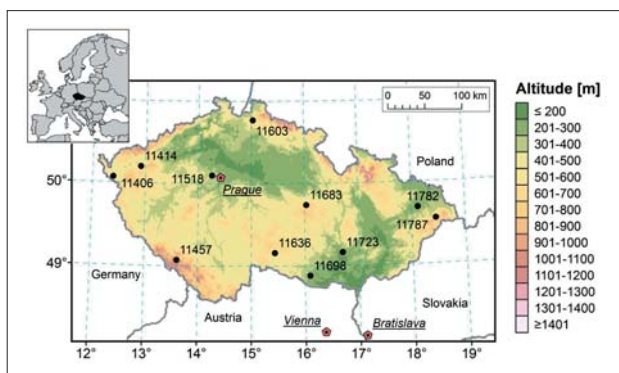 Altitude [m]
≤ 200
201-300
301-400
401-500
501-600
601-700
701-800
801-900
901-1000
1001-1100
1101-1200
1201-1300
1301-1400
≥1401
0 40 100 km
11603
11414
11406
11518
Prague
Poland
50°
11683
11782
11787
11457
11636
11723
11698
49°
Germany
Austria
Slovakia
Vienna
Bratislava
12° 13° 14° 15° 16° 17° 18° 19°